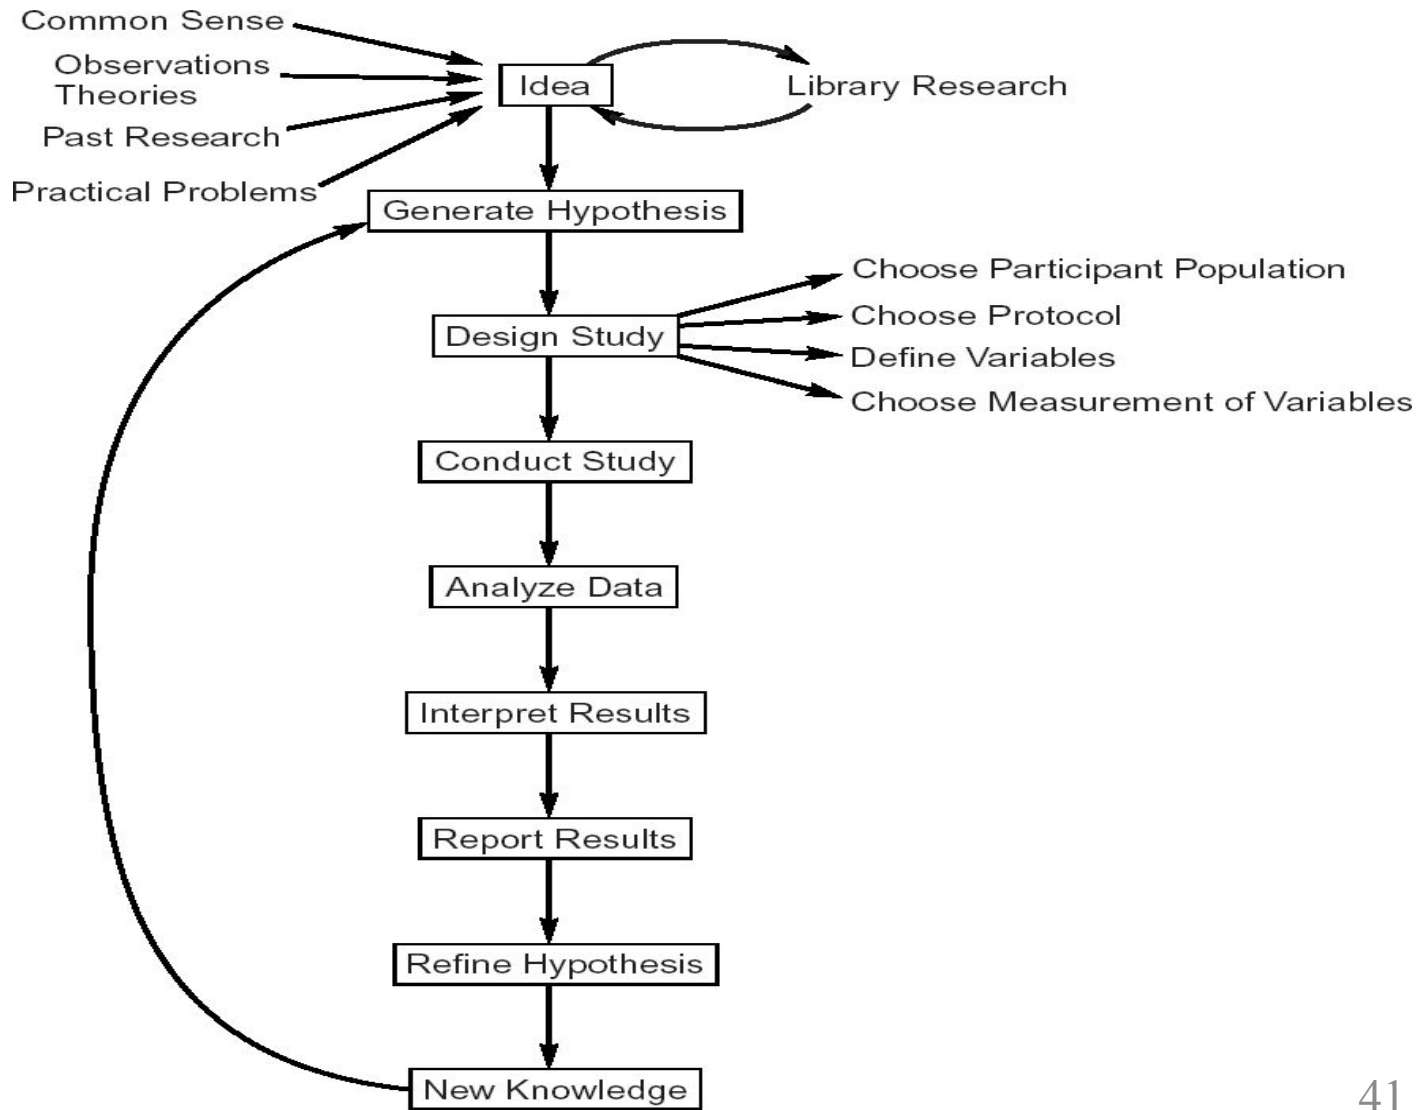 Common Sense
Observations
Theories
Past Research
Practical Problems
Idea
Library Research
Generate Hypothesis
Design Study
Choose Participant Population
Choose Protocol
Define Variables
Choose Measurement of Variables
Conduct Study
Analyze Data
Interpret Results
Report Results
Refine Hypothesis
New Knowledge
41